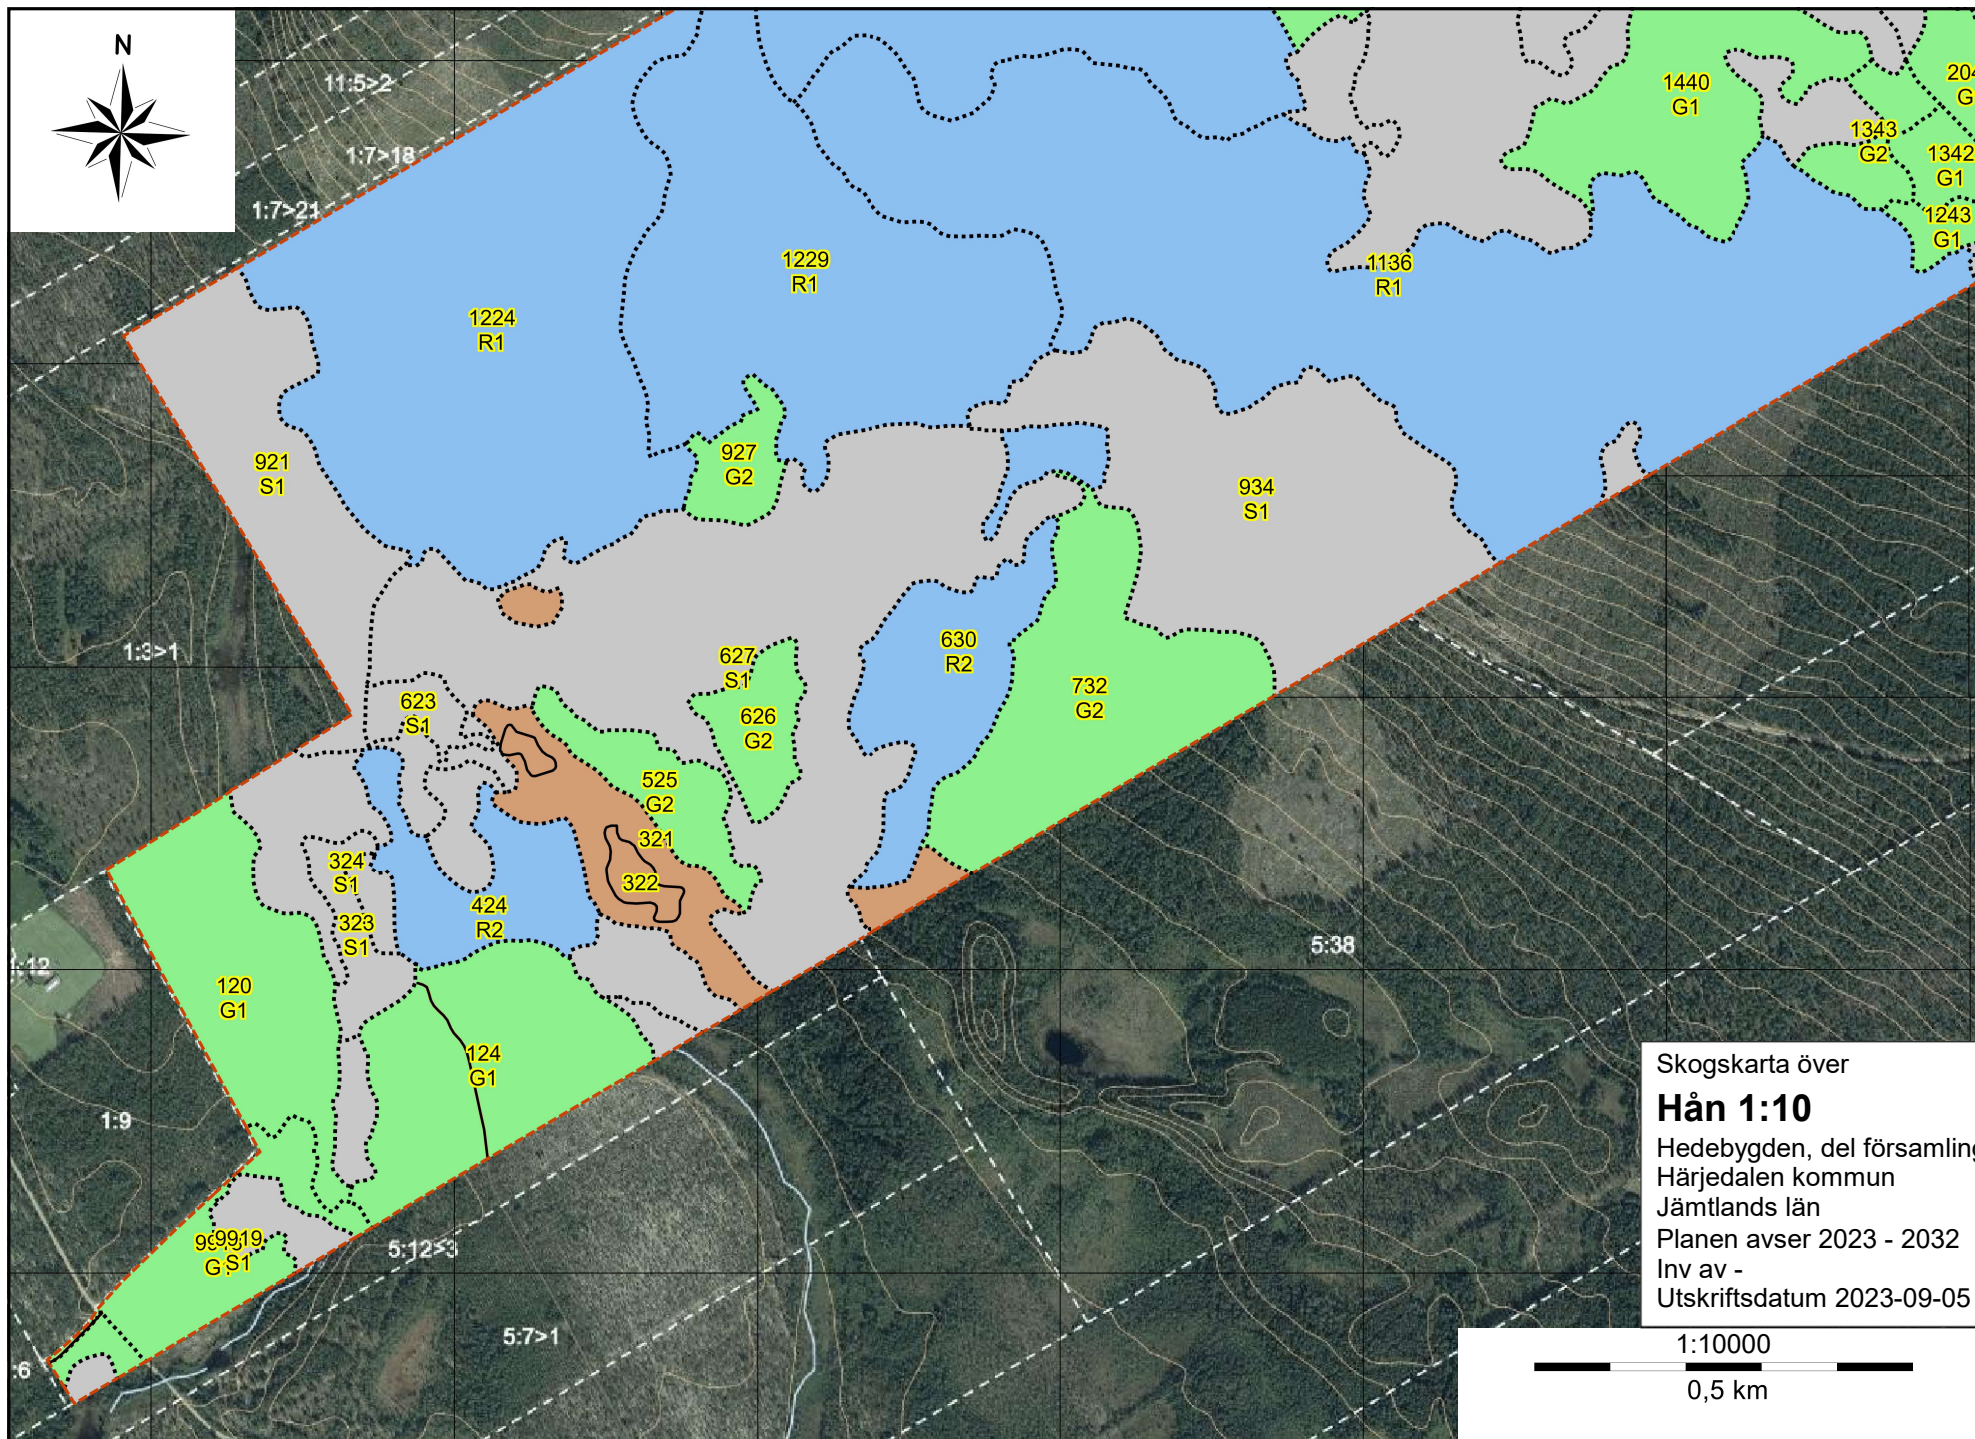 N
11:5>2
1:7>18
1:7>21
1440
G1
1343
G2
1342
G1
1243
G1
1229
R1
1136
R1
1224
R1
921
S1
927
G2
934
S1
1:3>1
627
S1
630
R2
623
S1
626
G2
732
G2
525
G2
321
324
S1
322
424
R2
323
S1
5:38
120
G1
124
G1
1:9
9919
S1
5:12>3
5:7>1
:6
Skogskarta över
Hån 1:10
Hedebygden, del församling
Härjedalen kommun
Jämtlands län
Planen avser 2023 - 2032
Inv av -
Utskriftsdatum 2023-09-05
1:10000
0,5 km